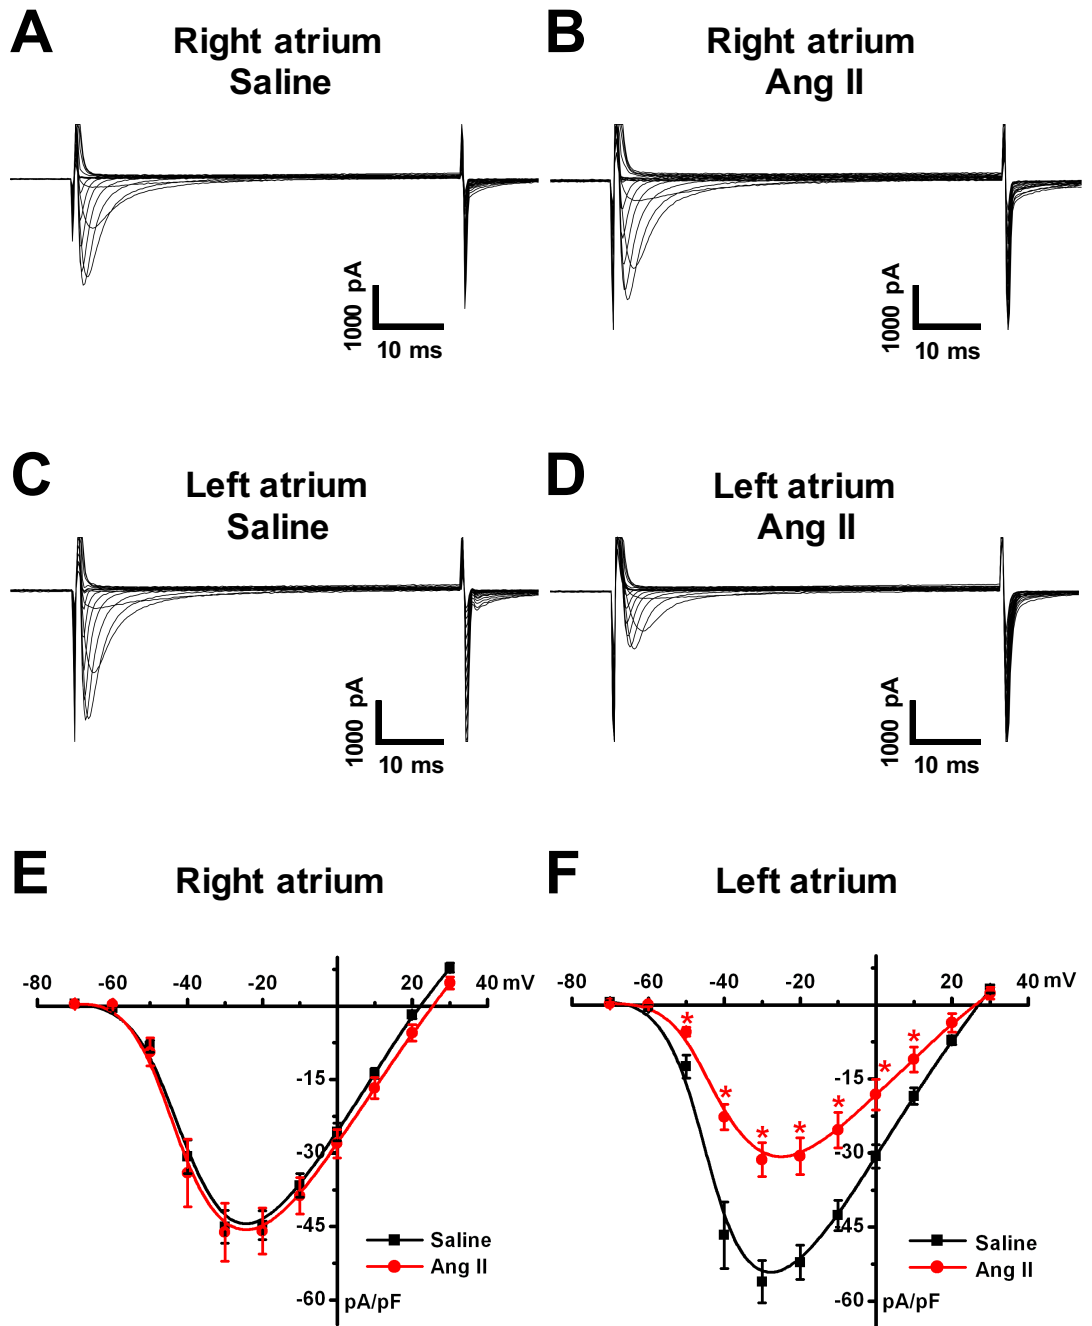 A
Right atrium
Saline
B
Right atrium
Ang II
1000 pA
10 ms
1000 pA
10 ms
C
Left atrium
Saline
D
Left atrium
Ang II
1000 pA
10 ms
1000 pA
10 ms
E
Right atrium
-80 -60 -40 -20 20 40 mV
-15
-30
-45
-60
pA/pF
Saline
Ang II
F
Left atrium
-80 -60 -40 -20 20 40 mV
* * * * * * *
-15
-30
-45
-60
pA/pF
Saline
Ang II